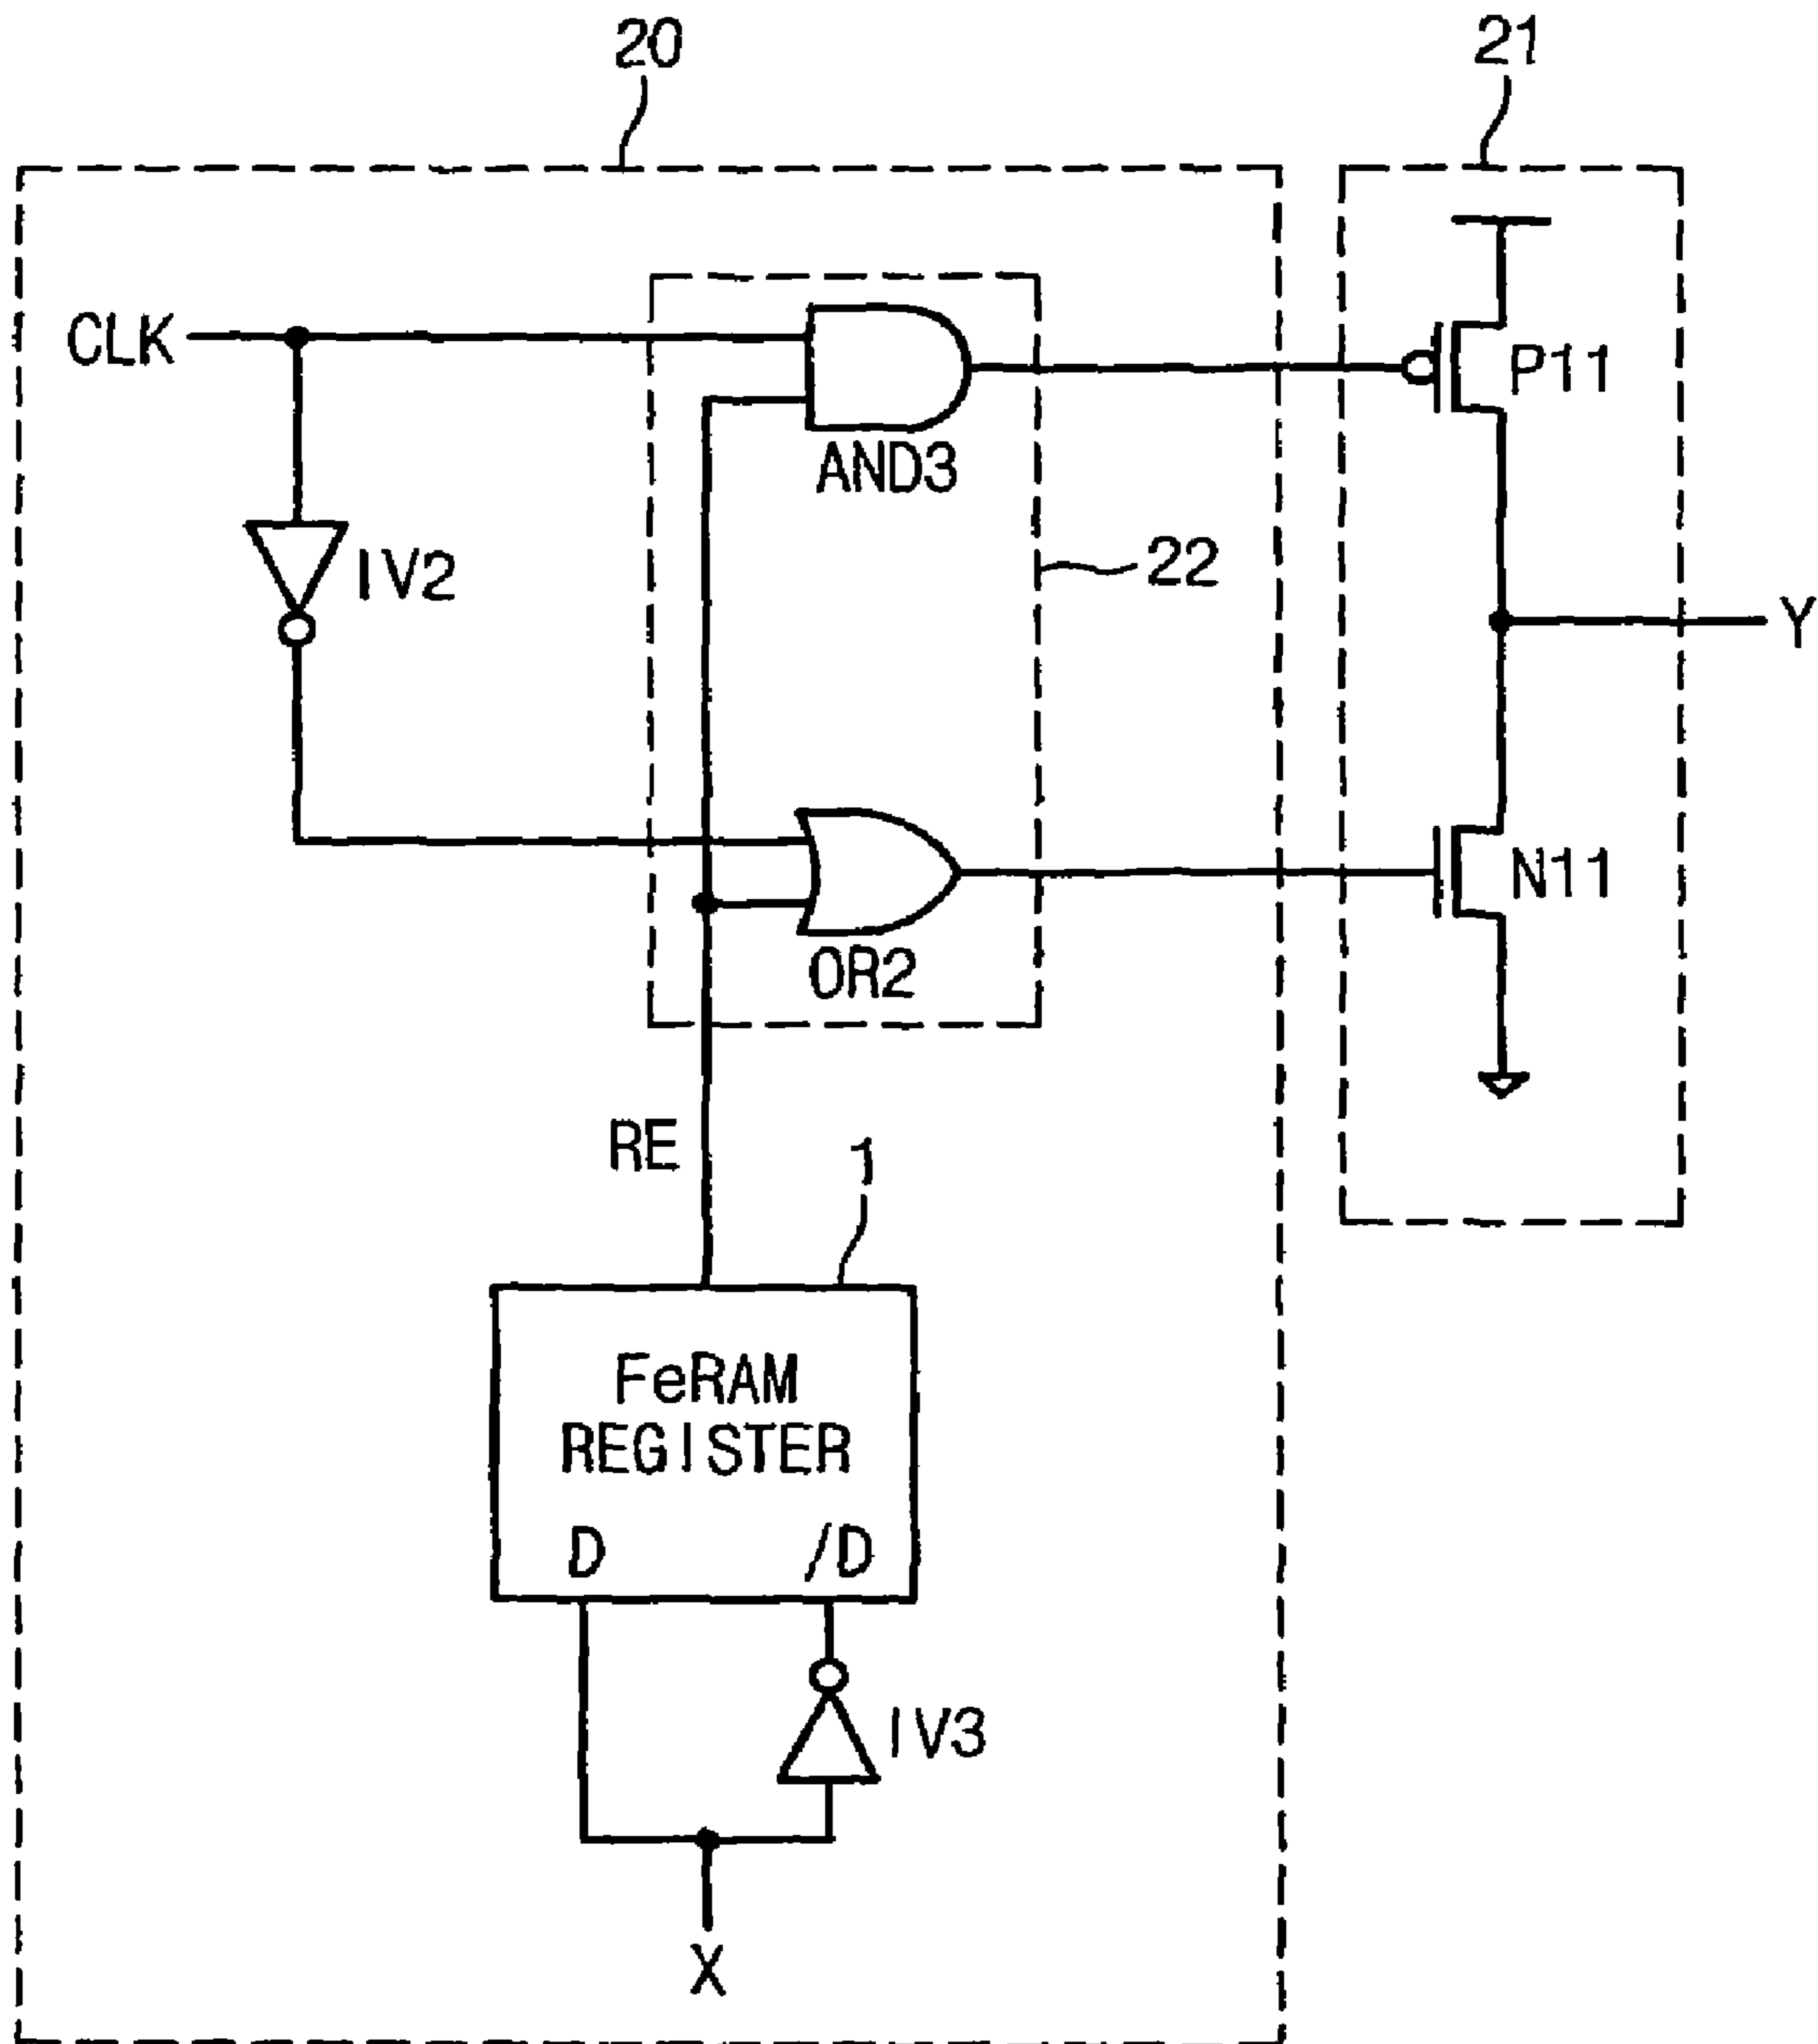 20
21
CLK
P11
AND3
IV2
22
Y
N11
OR2
RE
1
FeRAM
REGISTER
D /D
IV3
X